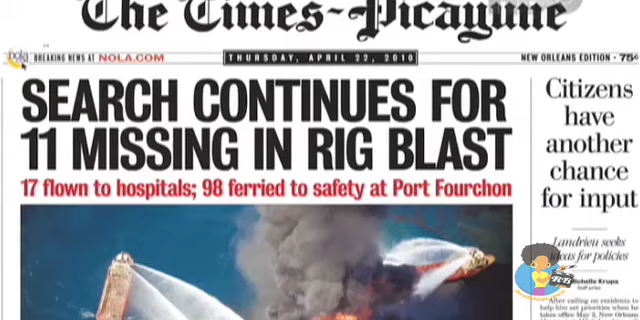 The Times-Picayune
nola BREAKING NEWS AT NOLA.COM
THURSDAY, APRIL 22, 2010
NEW ORLEANS EDITION · 75¢
SEARCH CONTINUES FOR
11 MISSING IN RIG BLAST
17 flown to hospitals; 98 ferried to safety at Port Fourchon
Citizens
have
another
chance
for input
Landrieu seeks
ideas for policies
Michelle Krupa
After calling on residents to
help him set priorities when he
takes office May 3, New Orleans